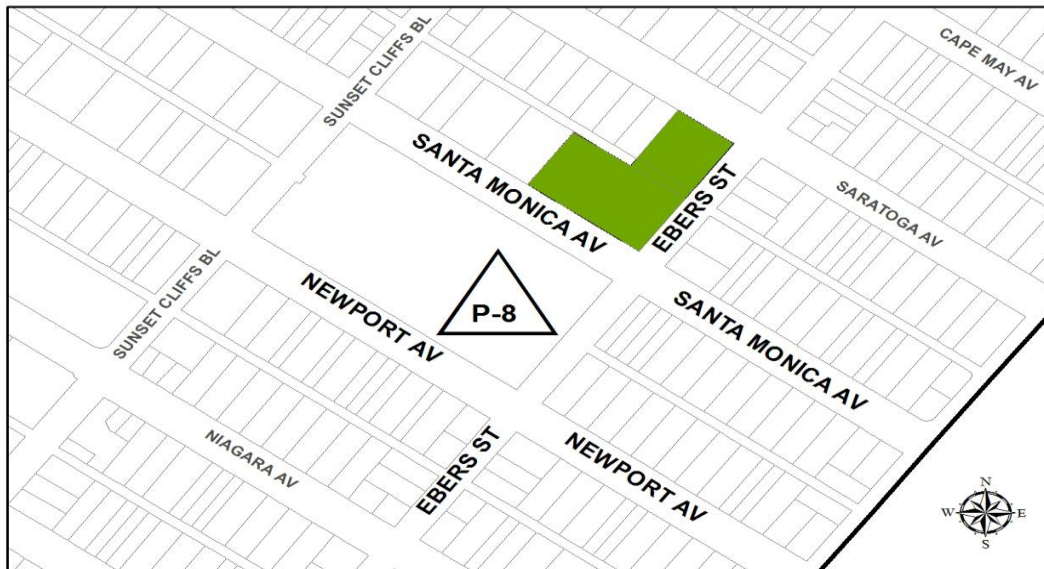 SUNSET CLIFFS BL
CAPE MAY AV
SANTA MONICA AV
EBERS ST
SARATOGA AV
SUNSET CLIFFS BL
NEWPORT AV
P-8
SANTA MONICA AV
NIAGARA AV
EBERS ST
NEWPORT AV
N
W
E
S